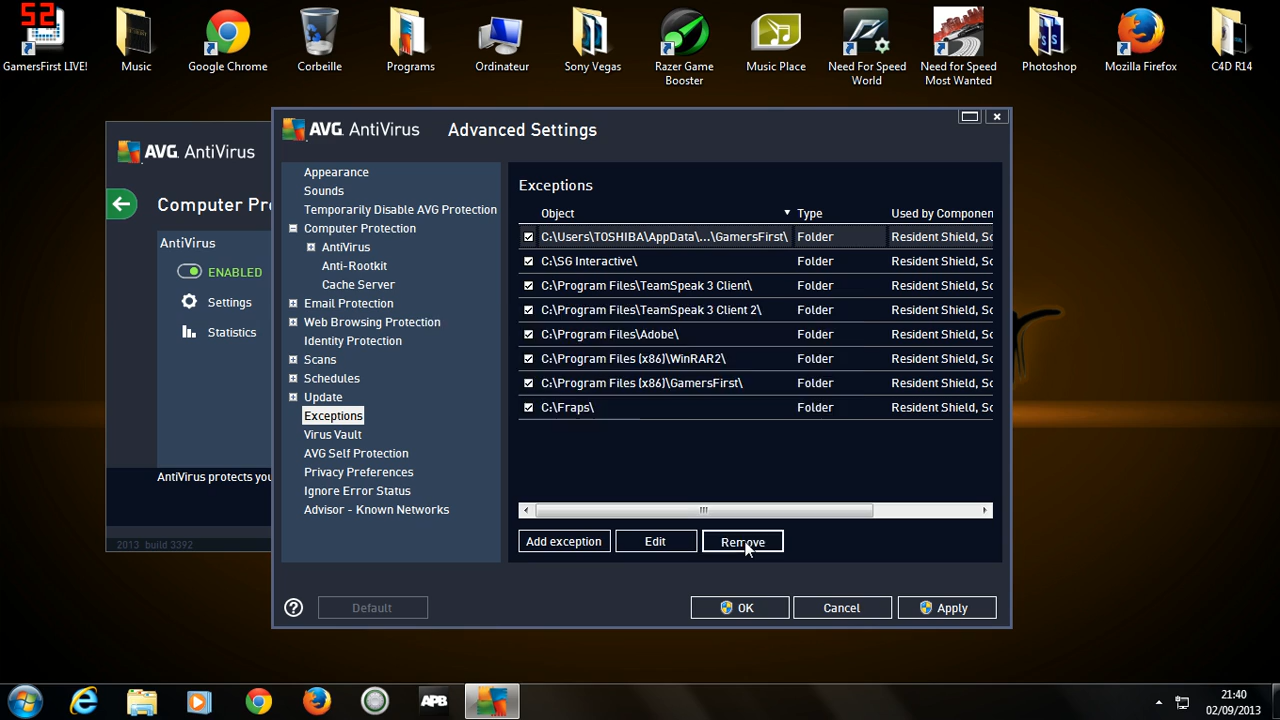 52
GamersFirst LIVE!
Music
Google Chrome
Corbeille
Programs
Ordinateur
Sony Vegas
Razer Game
Booster
Music Place
Need For Speed
World
Need for Speed
Most Wanted
Photoshop
Mozilla Firefox
C4D R14
AVG AntiVirus
Computer Pr
AntiVirus
ENABLED
Settings
Statistics
AntiVirus protects you
2013 build 3392
AVG AntiVirus
Advanced Settings
Appearance
Sounds
Temporarily Disable AVG Protection
Computer Protection
AntiVirus
Anti-Rootkit
Cache Server
Email Protection
Web Browsing Protection
Identity Protection
Scans
Schedules
Update
Exceptions
Virus Vault
AVG Self Protection
Privacy Preferences
Ignore Error Status
Advisor - Known Networks
Exceptions
Object Type Used by Componen
C:\Users\TOSHIBA\AppData\...\GamersFirst\ Folder Resident Shield, Sc
C:\SG Interactive\ Folder Resident Shield, Sc
C:\Program Files\TeamSpeak 3 Client\ Folder Resident Shield, Sc
C:\Program Files\TeamSpeak 3 Client 2\ Folder Resident Shield, Sc
C:\Program Files\Adobe\ Folder Resident Shield, Sc
C:\Program Files (x86)\WinRAR2\ Folder Resident Shield, Sc
C:\Program Files (x86)\GamersFirst\ Folder Resident Shield, Sc
C:\Fraps\ Folder Resident Shield, Sc
Add exception Edit Remove
? Default OK Cancel Apply
APB
21:40
02/09/2013